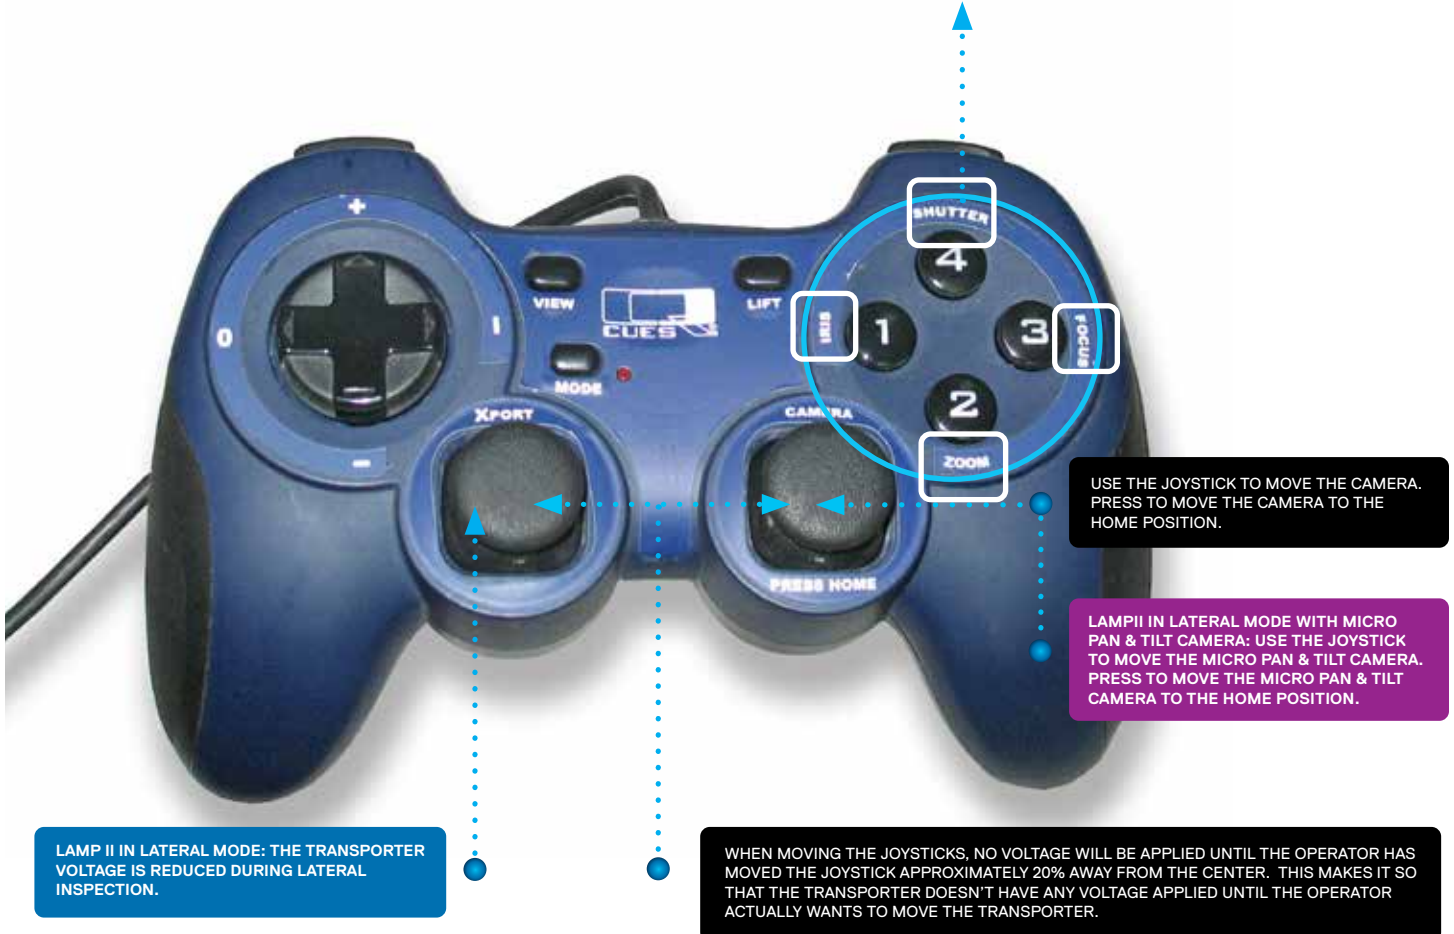 SHUTTER
+
4
VIEW
LIFT
CUES
0
I
IRIS
1
3
FOCUS
MODE
2
XPORT
CAMERA
-
ZOOM
PRESS HOME
USE THE JOYSTICK TO MOVE THE CAMERA.
PRESS TO MOVE THE CAMERA TO THE
HOME POSITION.
LAMPII IN LATERAL MODE WITH MICRO
PAN & TILT CAMERA: USE THE JOYSTICK
TO MOVE THE MICRO PAN & TILT CAMERA.
PRESS TO MOVE THE MICRO PAN & TILT
CAMERA TO THE HOME POSITION.
LAMP II IN LATERAL MODE: THE TRANSPORTER
VOLTAGE IS REDUCED DURING LATERAL
INSPECTION.
WHEN MOVING THE JOYSTICKS, NO VOLTAGE WILL BE APPLIED UNTIL THE OPERATOR HAS
MOVED THE JOYSTICK APPROXIMATELY 20% AWAY FROM THE CENTER. THIS MAKES IT SO
THAT THE TRANSPORTER DOESN'T HAVE ANY VOLTAGE APPLIED UNTIL THE OPERATOR
ACTUALLY WANTS TO MOVE THE TRANSPORTER.